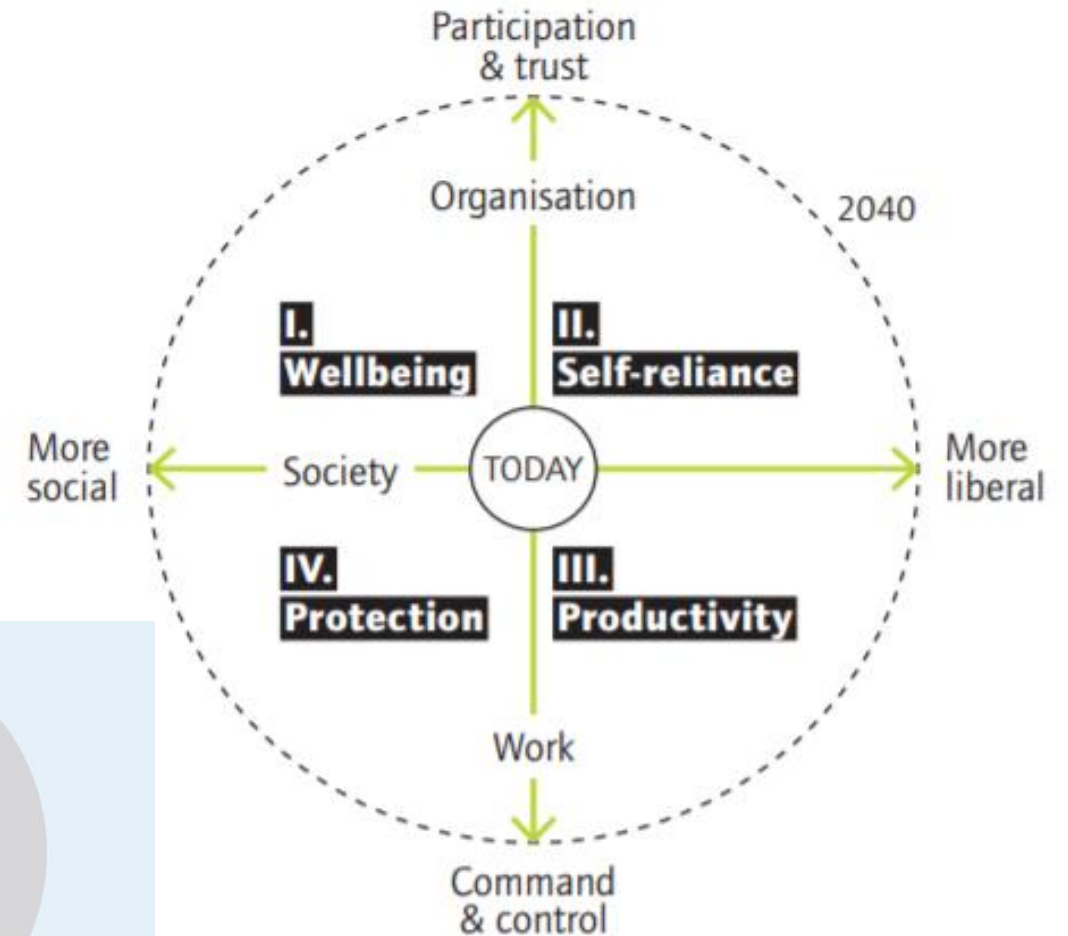 Participation
& trust
Organisation
2040
I.
Wellbeing
II.
Self-reliance
More
social
Society
TODAY
More
liberal
IV.
Protection
III.
Productivity
Work
Command
& control